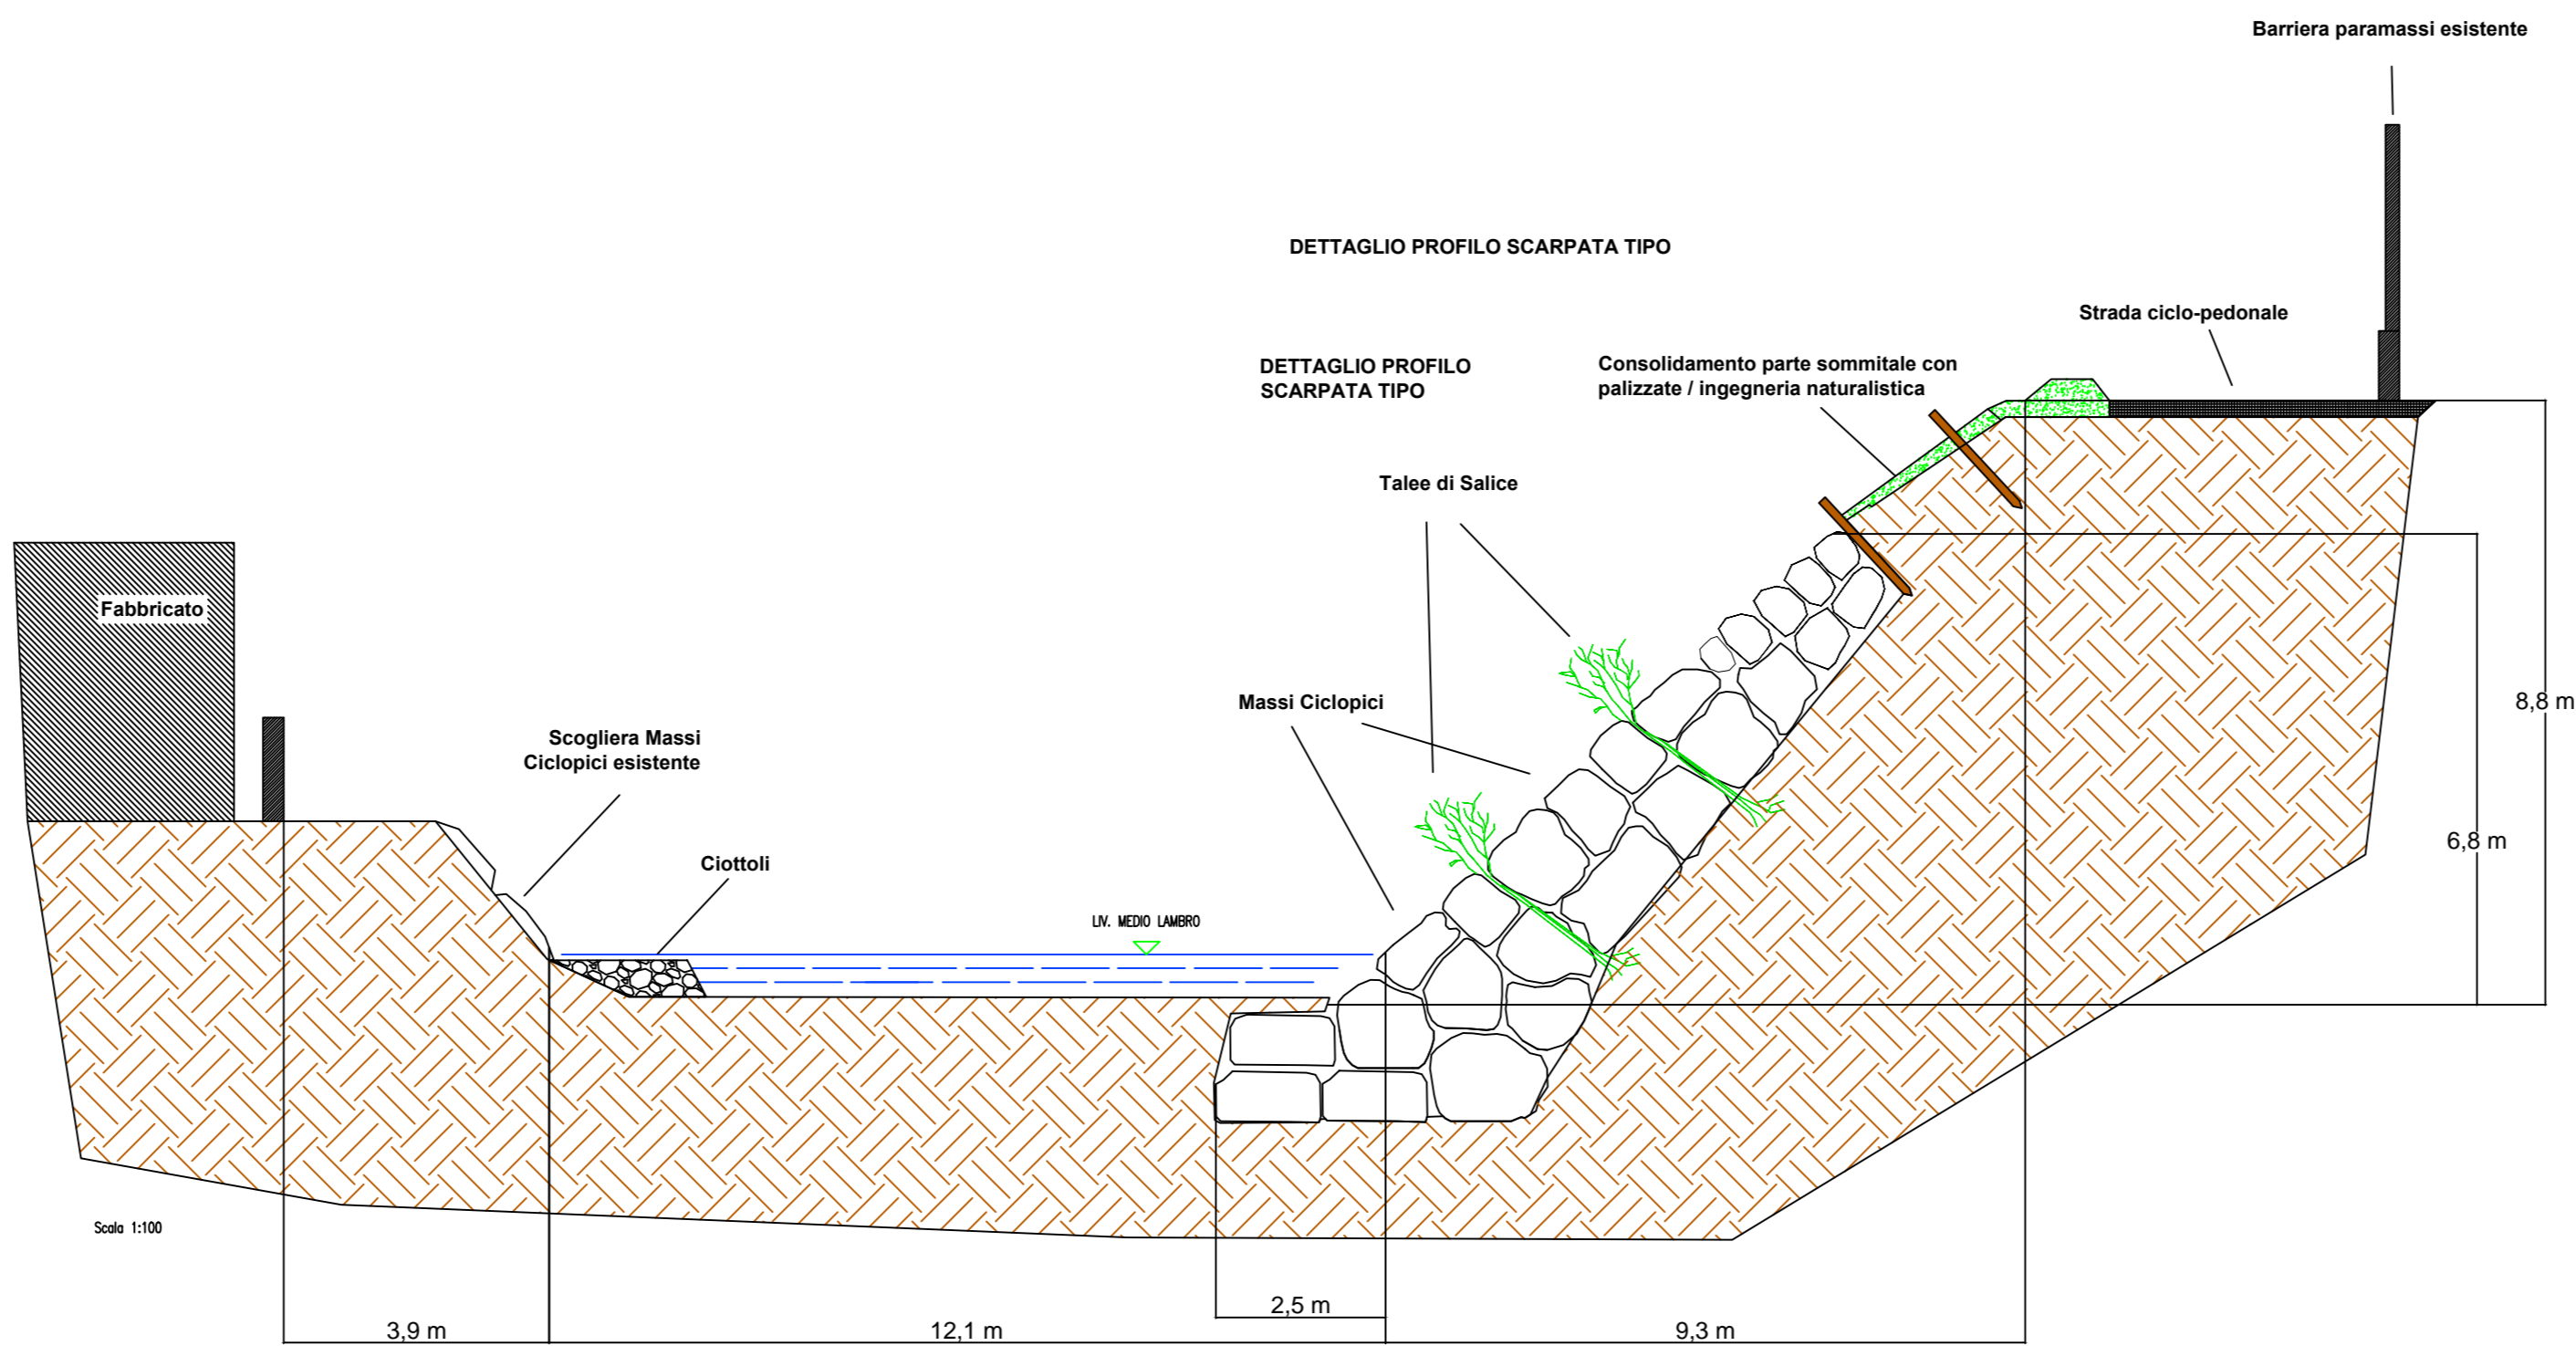 Barriera paramassi esistente
DETTAGLIO PROFILO SCARPATA TIPO
Strada ciclo-pedonale
DETTAGLIO PROFILO
SCARPATA TIPO
Consolidamento parte sommitale con
palizzate / ingegneria naturalistica
Talee di Salice
Fabbricato
Massi Ciclopici
8,8 m
Scogliera Massi
Ciclopici esistente
6,8 m
Ciottoli
LIV. MEDIO LAMBRO
Scala 1:100
2,5 m
3,9 m
12,1 m
9,3 m